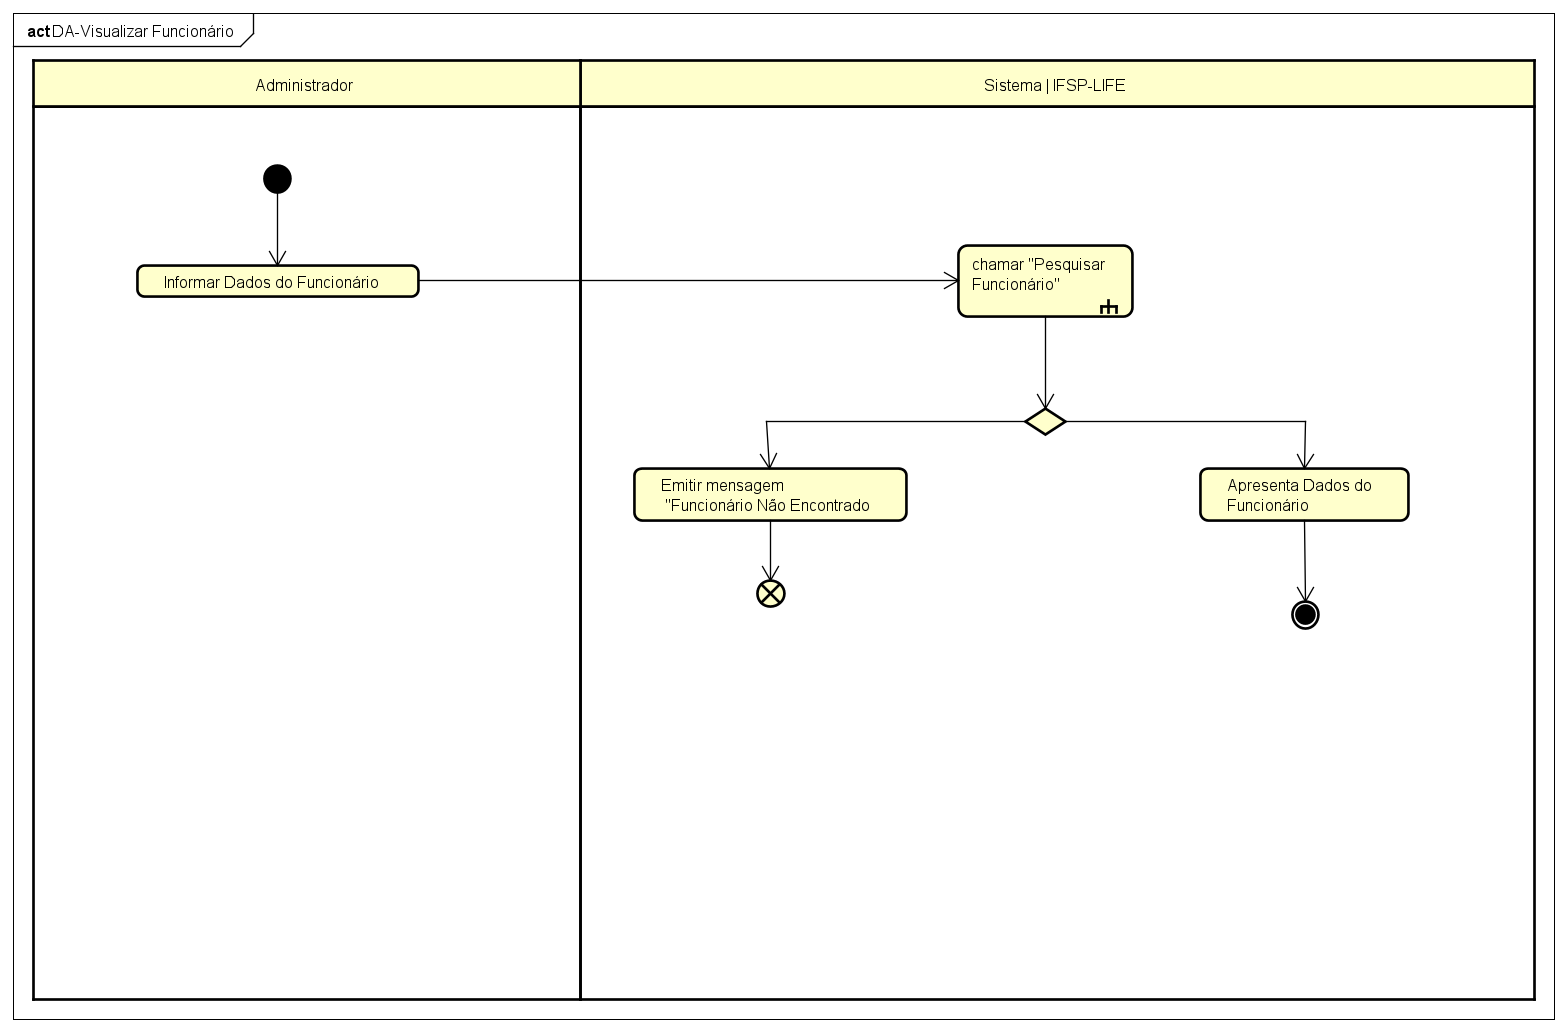 act DA-Visualizar Funcionário
Administrador
Sistema | IFSP-LIFE
Informar Dados do Funcionário
chamar "Pesquisar
Funcionário"
Emitir mensagem
"Funcionário Não Encontrado
Apresenta Dados do
Funcionário